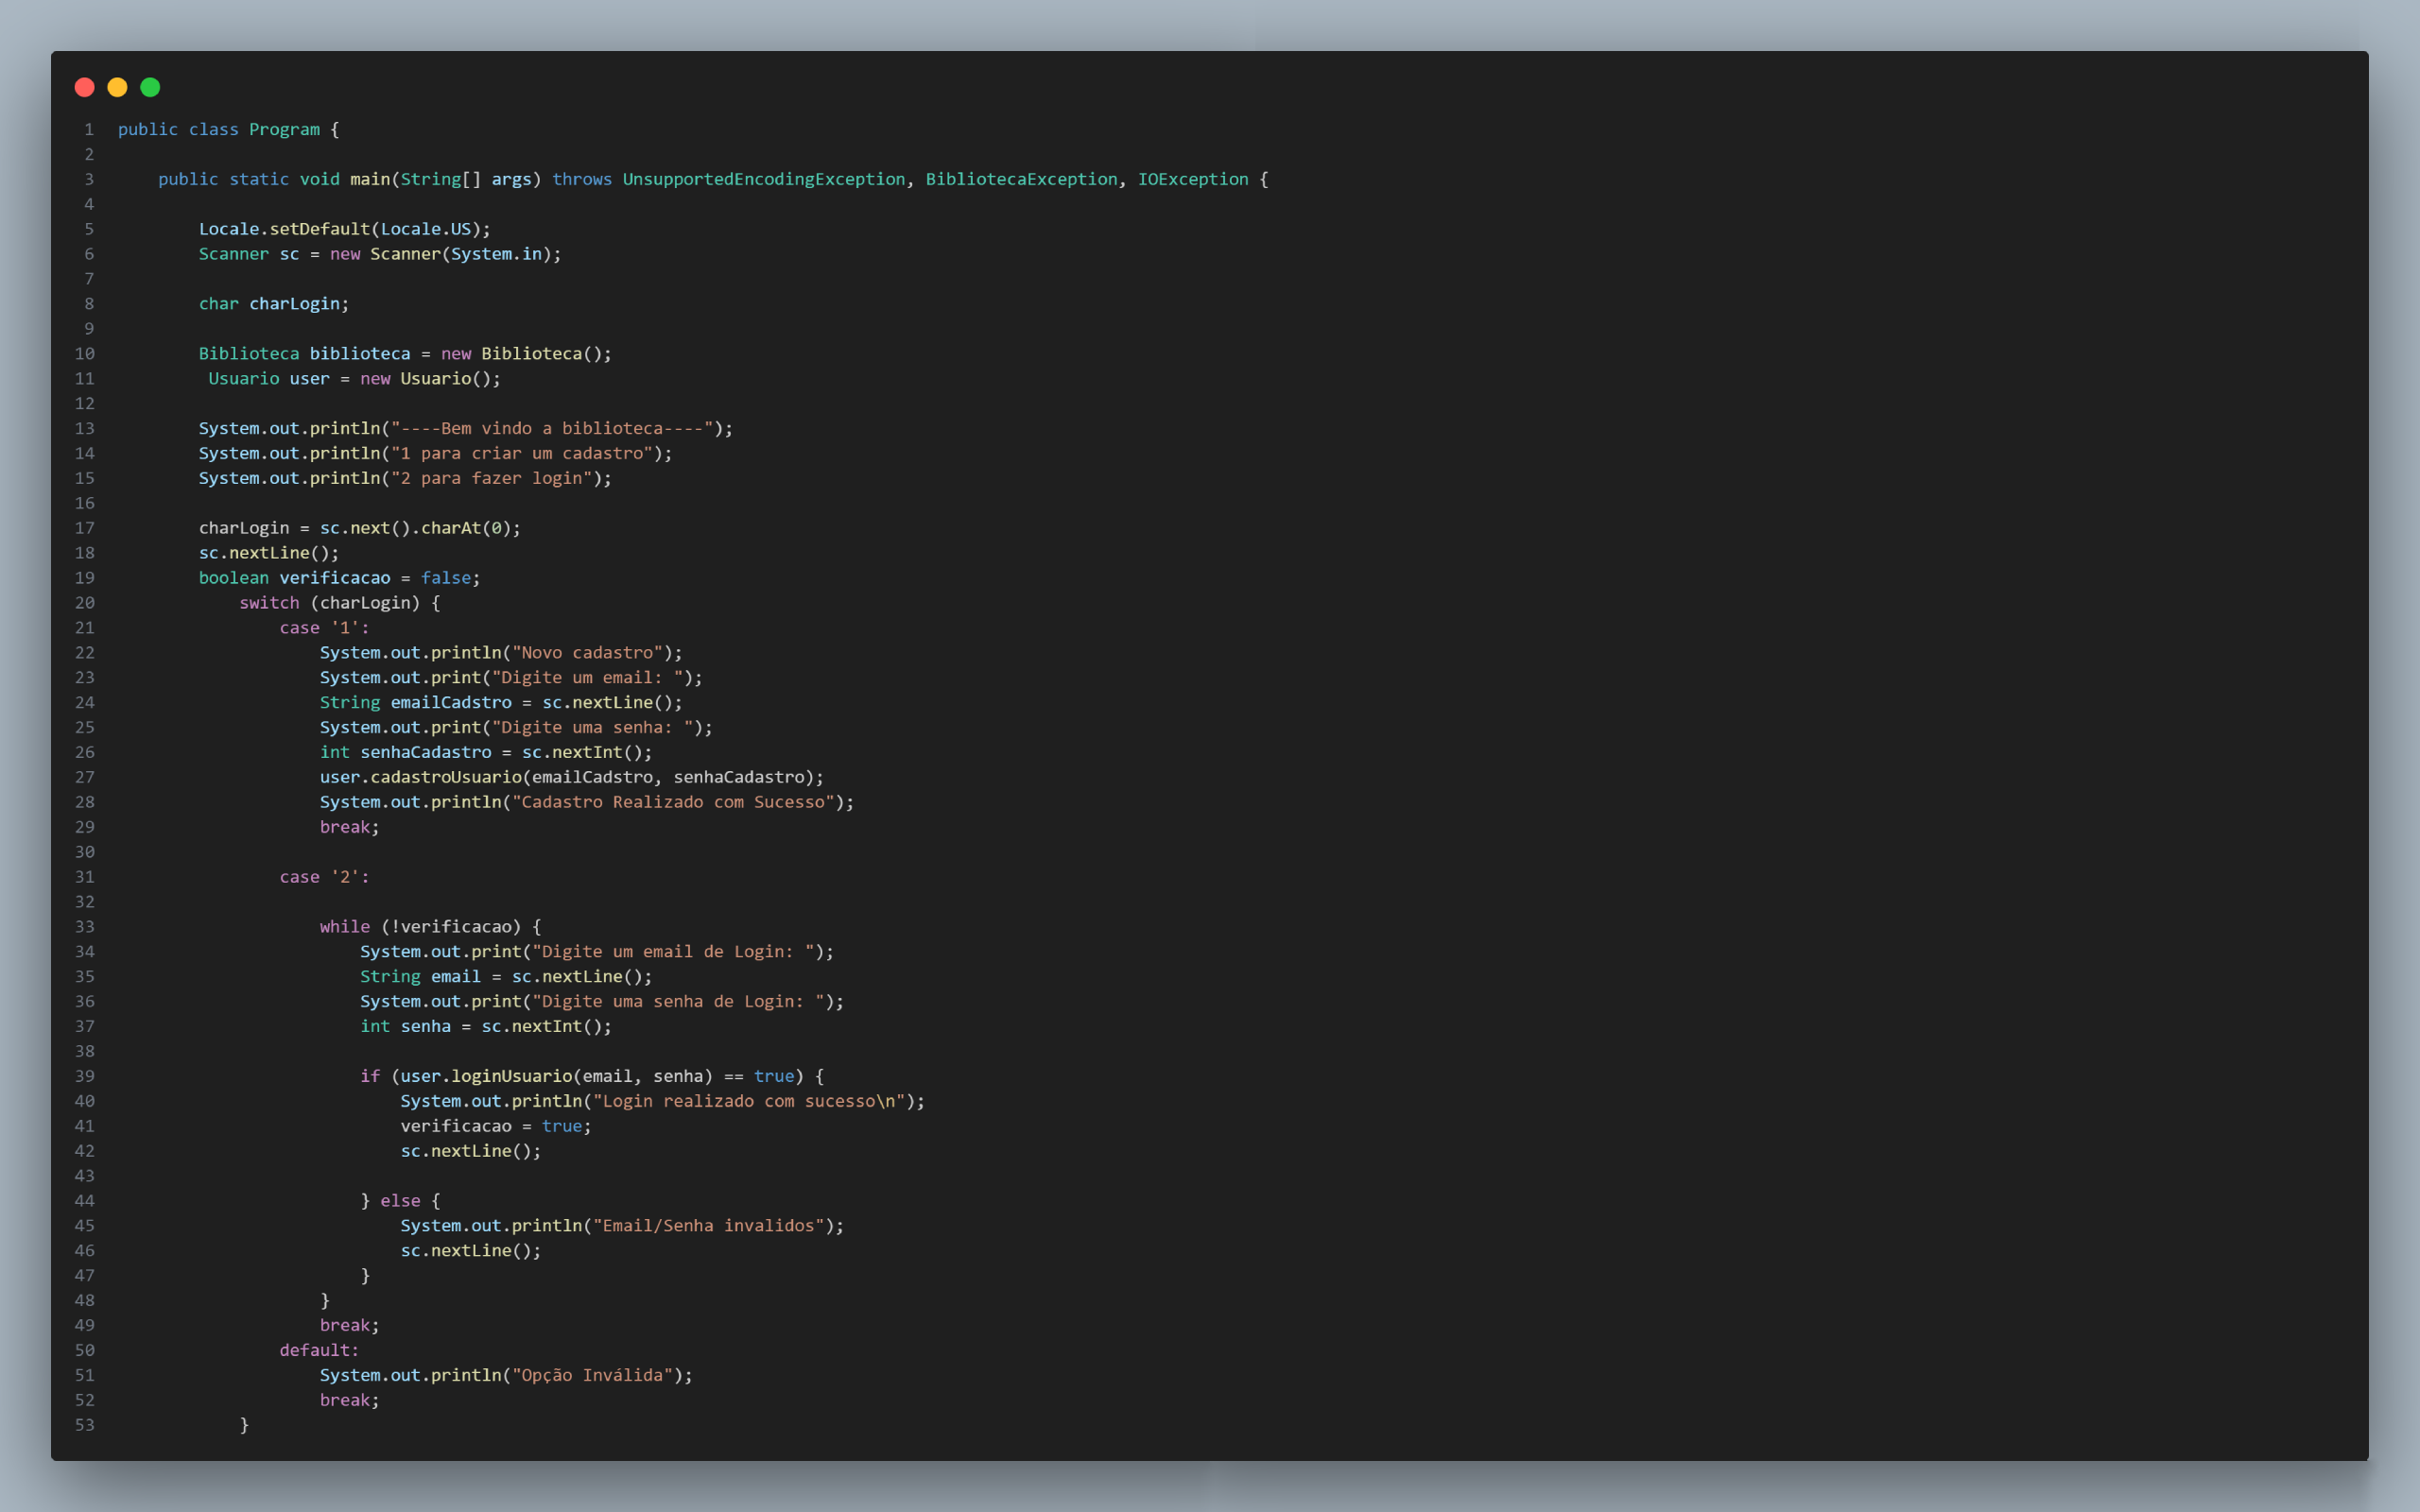 1 public class Program {
2
3     public static void main(String[] args) throws UnsupportedEncodingException, BibliotecaException, IOException {
4
5         Locale.setDefault(Locale.US);
6         Scanner sc = new Scanner(System.in);
7
8         char charLogin;
9
10         Biblioteca biblioteca = new Biblioteca();
11          Usuario user = new Usuario();
12
13         System.out.println("----Bem vindo a biblioteca----");
14         System.out.println("1 para criar um cadastro");
15         System.out.println("2 para fazer login");
16
17         charLogin = sc.next().charAt(0);
18         sc.nextLine();
19         boolean verificacao = false;
20             switch (charLogin) {
21                 case '1':
22                     System.out.println("Novo cadastro");
23                     System.out.print("Digite um email: ");
24                     String emailCadstro = sc.nextLine();
25                     System.out.print("Digite uma senha: ");
26                     int senhaCadastro = sc.nextInt();
27                     user.cadastroUsuario(emailCadstro, senhaCadastro);
28                     System.out.println("Cadastro Realizado com Sucesso");
29                     break;
30
31                 case '2':
32
33                     while (!verificacao) {
34                         System.out.print("Digite um email de Login: ");
35                         String email = sc.nextLine();
36                         System.out.print("Digite uma senha de Login: ");
37                         int senha = sc.nextInt();
38
39                         if (user.loginUsuario(email, senha) == true) {
40                             System.out.println("Login realizado com sucesso\n");
41                             verificacao = true;
42                             sc.nextLine();
43
44                         } else {
45                             System.out.println("Email/Senha invalidos");
46                             sc.nextLine();
47                         }
48                     }
49                     break;
50                 default:
51                     System.out.println("Opção Inválida");
52                     break;
53             }